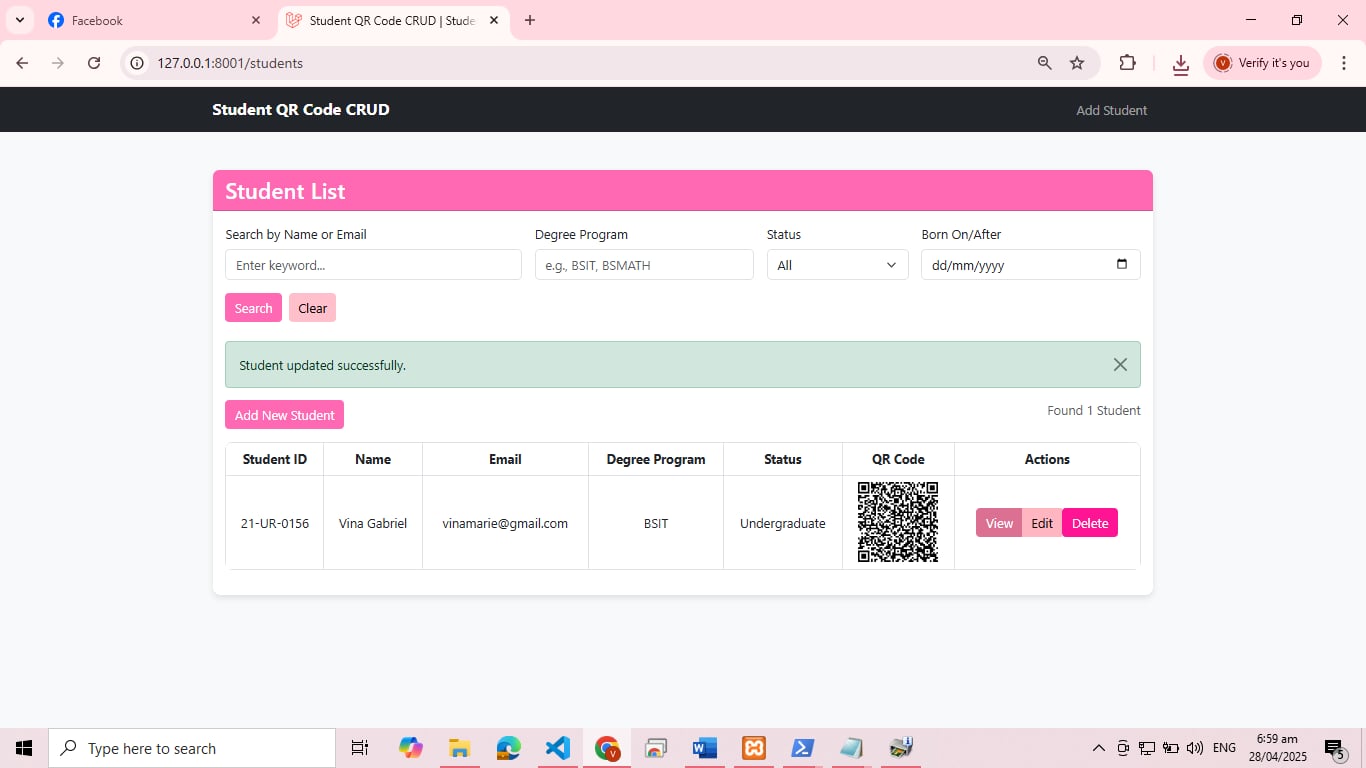 Facebook
Student QR Code CRUD | Stude
127.0.0.1:8001/students
Verify it's you
Student QR Code CRUD
Add Student
Student List
Search by Name or Email Degree Program Status Born On/After
Enter keyword... e.g., BSIT, BSMATH All dd/mm/yyyy
Search Clear
Student updated successfully.
Add New Student
Found 1 Student
Student ID Name Email Degree Program Status QR Code Actions
21-UR-0156 Vina Gabriel vinamarie@gmail.com BSIT Undergraduate View Edit Delete
Type here to search
ENG
6:59 am
28/04/2025
5